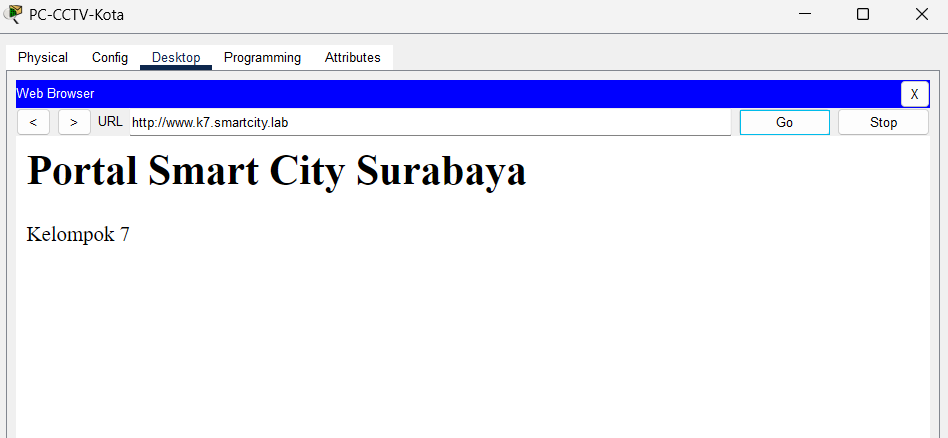 PC-CCTV-Kota
Physical Config Desktop Programming Attributes
Web Browser X
< > URL http://www.k7.smartcity.lab Go Stop
Portal Smart City Surabaya
Kelompok 7